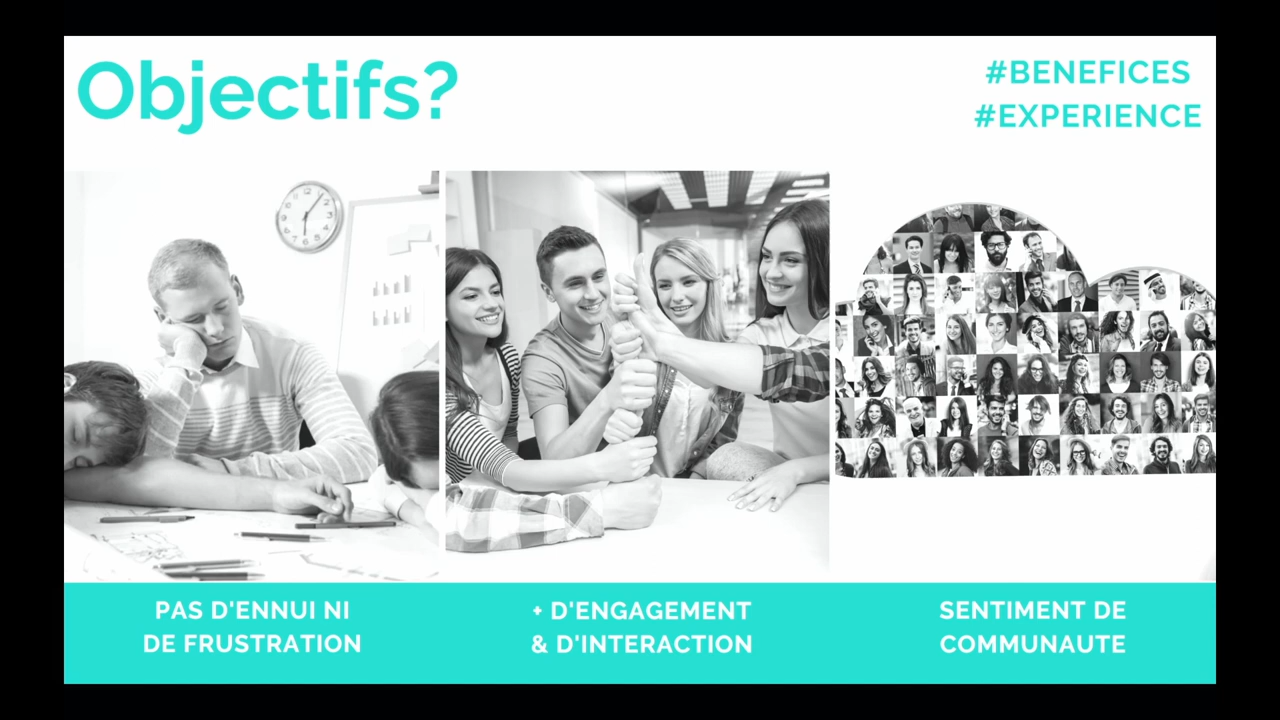 Objectifs?
#BENEFICES
#EXPERIENCE
PAS D'ENNUI NI
DE FRUSTRATION
+ D'ENGAGEMENT
& D'INTERACTION
SENTIMENT DE
COMMUNAUTE